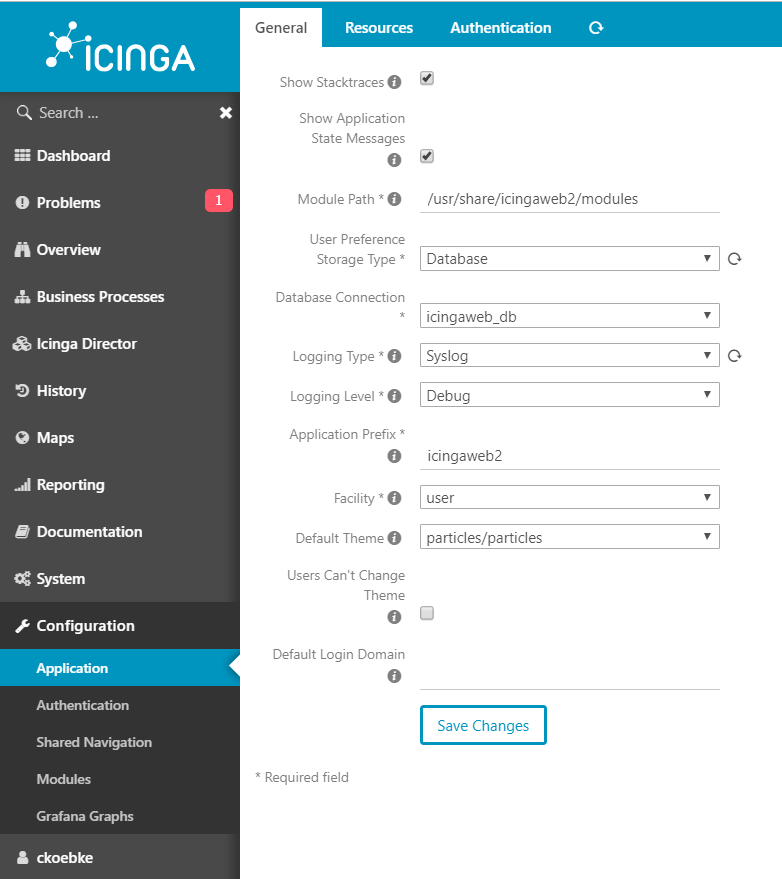 ICINGA
Search ...
Dashboard
Problems 1
Overview
Business Processes
Icinga Director
History
Maps
Reporting
Documentation
System
Configuration
Application
Authentication
Shared Navigation
Modules
Grafana Graphs
ckoebke
General Resources Authentication
Show Stacktraces
Show Application
State Messages
Module Path * /usr/share/icingaweb2/modules
User Preference
Storage Type * Database
Database Connection
* icingaweb_db
Logging Type * Syslog
Logging Level * Debug
Application Prefix *
icingaweb2
Facility * user
Default Theme particles/particles
Users Can't Change
Theme
Default Login Domain
Save Changes
* Required field